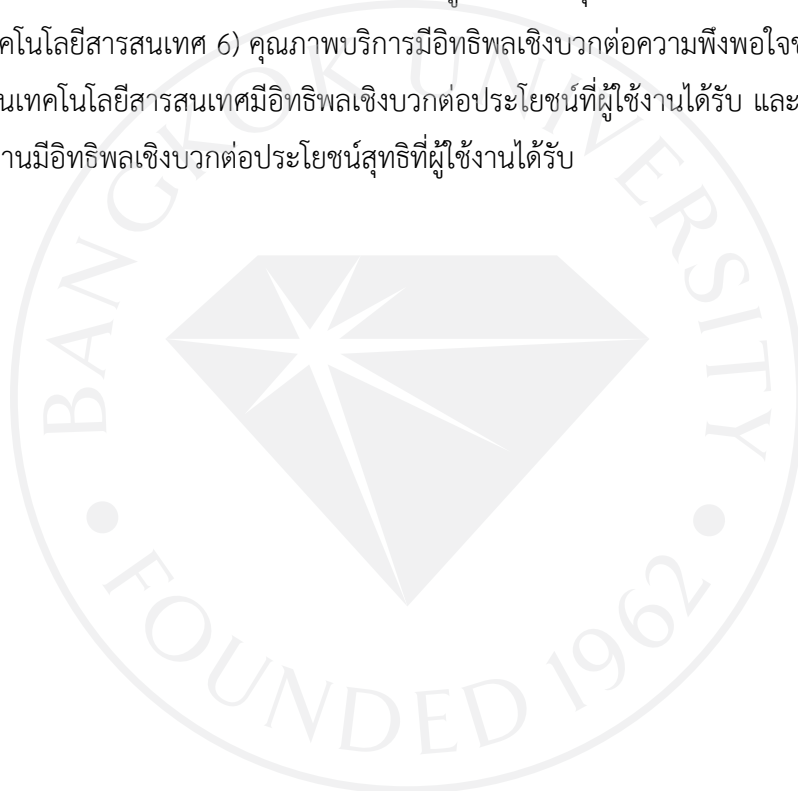 คโนโลยีสารสนเทศ 6) คุณภาพบริการมีอิทธิพลเชิงบวกต่อความพึงพอใจข
นเทคโนโลยีสารสนเทศมีอิทธิพลเชิงบวกต่อประโยชน์ที่ผู้ใช้งานได้รับ และ
านมีอิทธิพลเชิงบวกต่อประโยชน์สุทธิที่ผู้ใช้งานได้รับ
BANGKOK UNIVERSITY
FOUNDED 1962